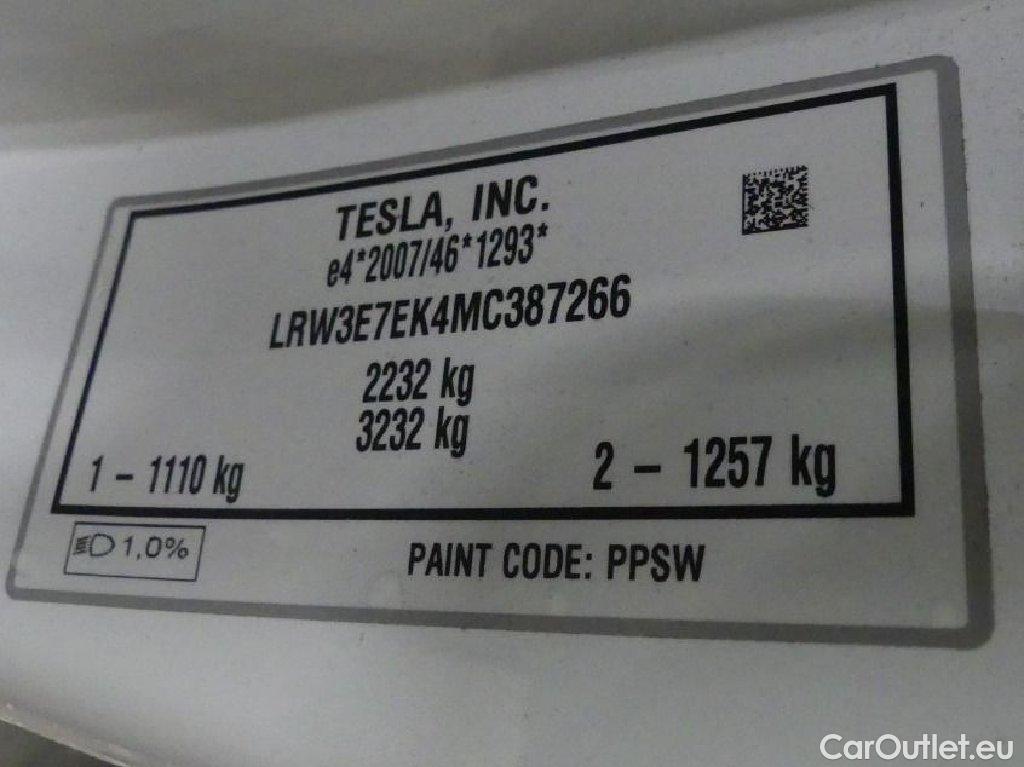 TESLA, INC.
e4*2007/46*1293*
LRW3E7EK4MC387266
2232 kg
3232 kg
1 – 1110 kg
2 – 1257 kg
1,0%
PAINT CODE: PPSW
CarOutlet.eu